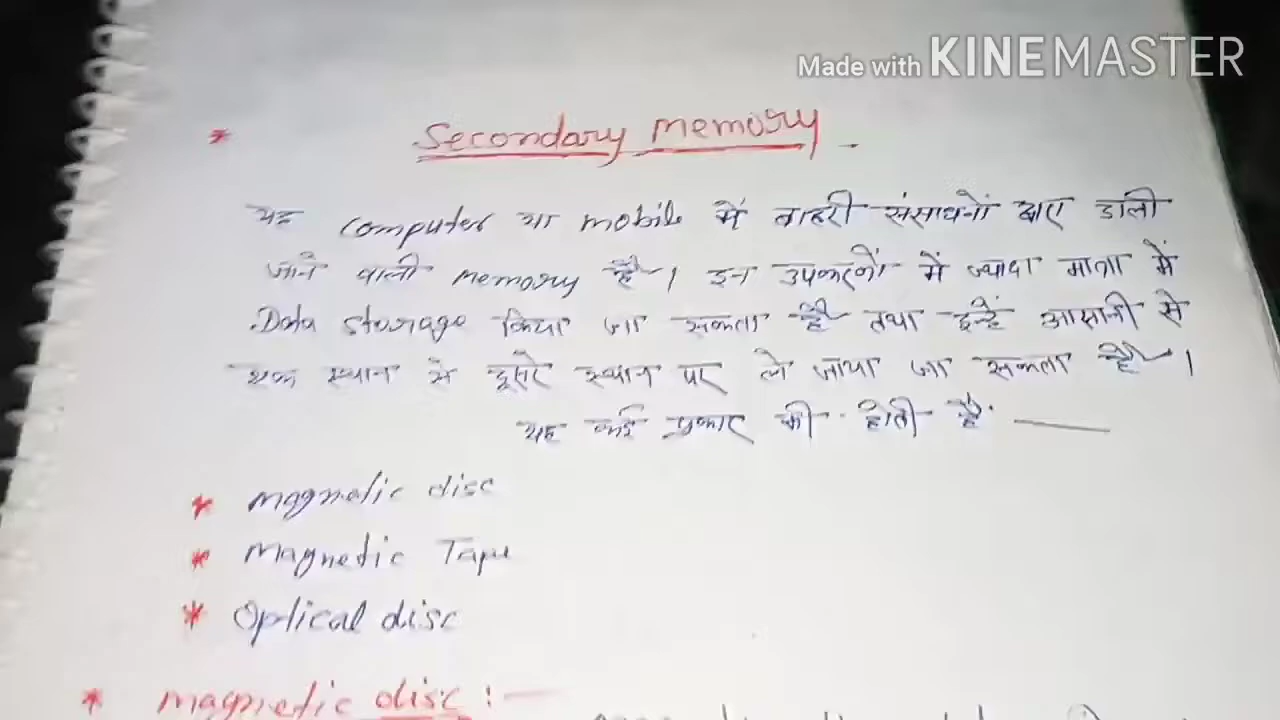 Made with KINEMASTER
* Secondary memory
यह computer या mobile में बाहरी संसाधनों द्वारा डाली
जाने वाली memory है। इन उपकरणों में ज्यादा मात्रा में
Data storage किया जा सकता है तथा इन्हें आसानी से
एक स्थान से दूसरे स्थान पर ले जाया जा सकता है।
यह कई प्रकार की होती है —
* magnetic disc
* magnetic Tape
* Optical disc
* magnetic disc :—